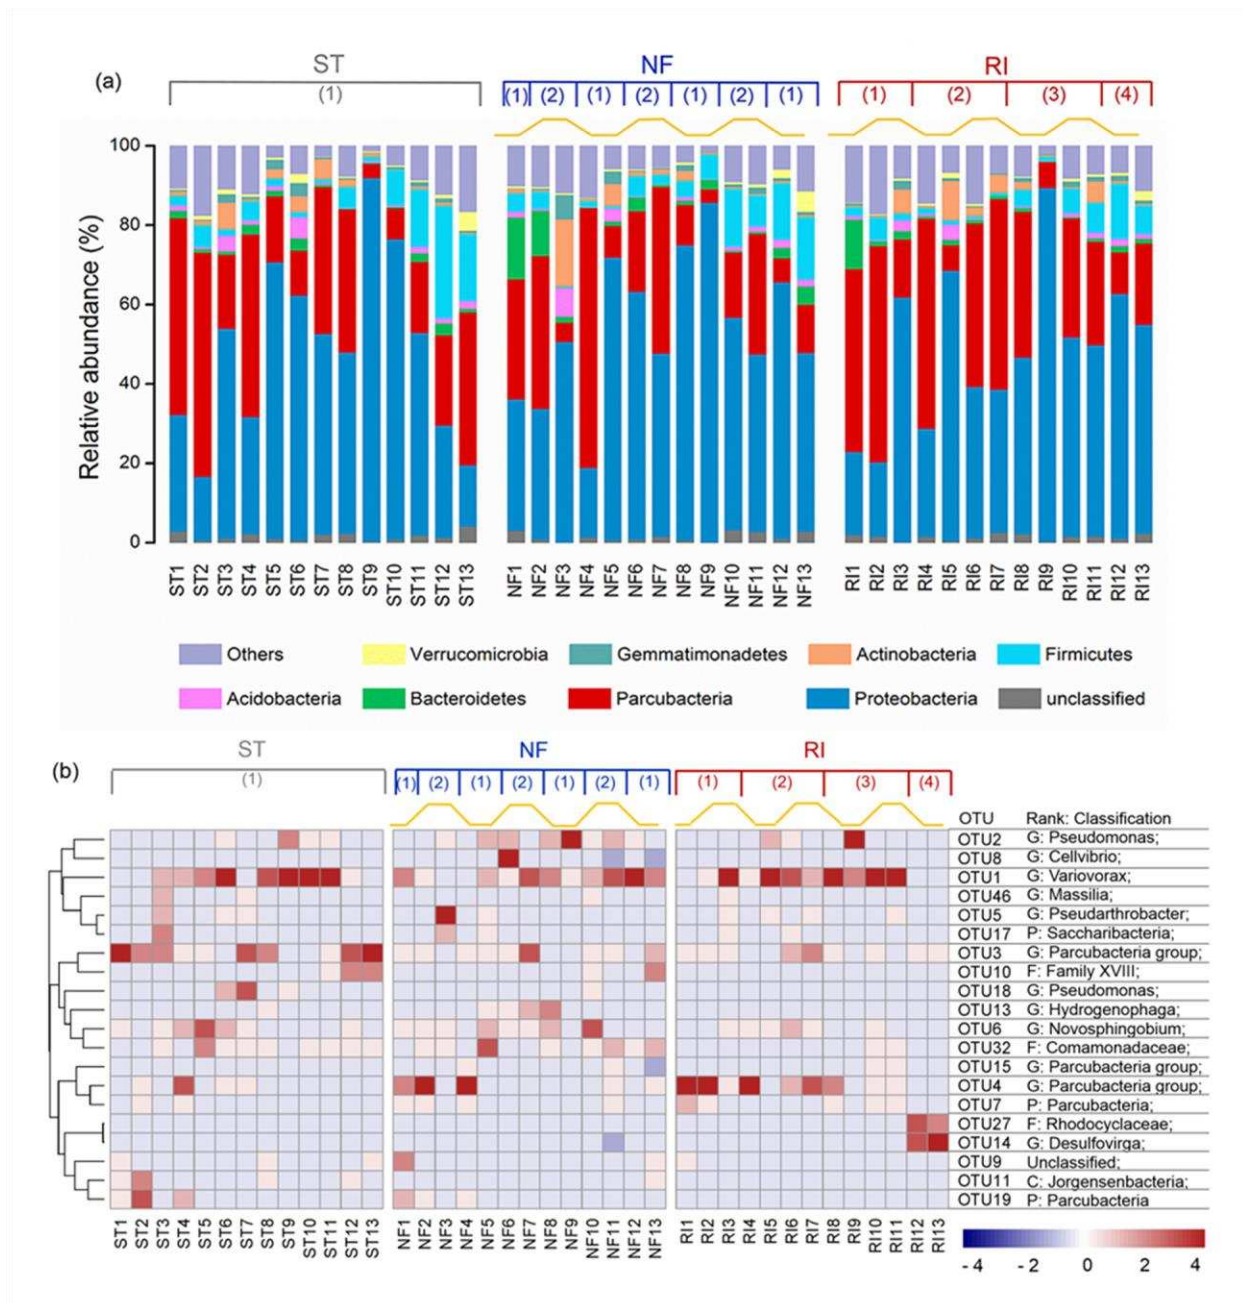 (a)
ST NF RI
(1) (1) (2) (1) (2) (1) (2) (1) (1) (2) (3) (4)
Relative abundance (%)
100
80
60
40
20
0
ST1 ST2 ST3 ST4 ST5 ST6 ST7 ST8 ST9 ST10 ST11 ST12 ST13 NF1 NF2 NF3 NF4 NF5 NF6 NF7 NF8 NF9 NF10 NF11 NF12 NF13 RI1 RI2 RI3 RI4 RI5 RI6 RI7 RI8 RI9 RI10 RI11 RI12 RI13
Others Verrucomicrobia Gemmatimonadetes Actinobacteria Firmicutes
Acidobacteria Bacteroidetes Parcubacteria Proteobacteria unclassified
(b)
ST NF RI
(1) (1) (2) (1) (2) (1) (2) (1) (1) (2) (3) (4)
OTU Rank: Classification
OTU2 G: Pseudomonas;
OTU8 G: Cellvibrio;
OTU1 G: Variovorax;
OTU46 G: Massilia;
OTU5 G: Pseudarthrobacter;
OTU17 P: Saccharibacteria;
OTU3 G: Parcubacteria group;
OTU10 F: Family XVIII;
OTU18 G: Pseudomonas;
OTU13 G: Hydrogenophaga;
OTU6 G: Novosphingobium;
OTU32 F: Comamonadaceae;
OTU15 G: Parcubacteria group;
OTU4 G: Parcubacteria group;
OTU7 P: Parcubacteria;
OTU27 F: Rhodocyclaceae;
OTU14 G: Desulfovirga;
OTU9 Unclassified;
OTU11 C: Jorgensenbacteria;
OTU19 P: Parcubacteria
ST1 ST2 ST3 ST4 ST5 ST6 ST7 ST8 ST9 ST10 ST11 ST12 ST13 NF1 NF2 NF3 NF4 NF5 NF6 NF7 NF8 NF9 NF10 NF11 NF12 NF13 RI1 RI2 RI3 RI4 RI5 RI6 RI7 RI8 RI9 RI10 RI11 RI12 RI13
- 4 - 2 0 2 4